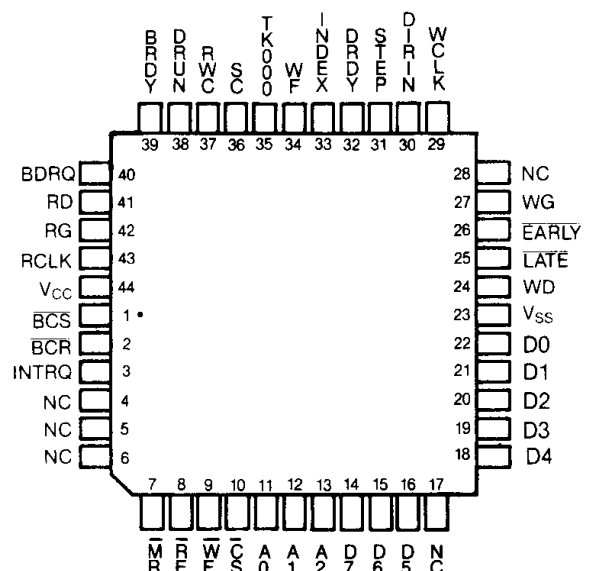 BRDY DRUN RWC SC TK000 WF INDEX DRDY STEP DIRIN WCLK
39 38 37 36 35 34 33 32 31 30 29
BDRQ 40 28 NC
RD 41 27 WG
RG 42 26 EARLY
RCLK 43 25 LATE
VCC 44 24 WD
BCS 1 23 VSS
BCR 2 22 D0
INTRQ 3 21 D1
NC 4 20 D2
NC 5 19 D3
NC 6 18 D4
7 8 9 10 11 12 13 14 15 16 17
MR RE WE CS A0 A1 A2 D7 D6 D5 NC